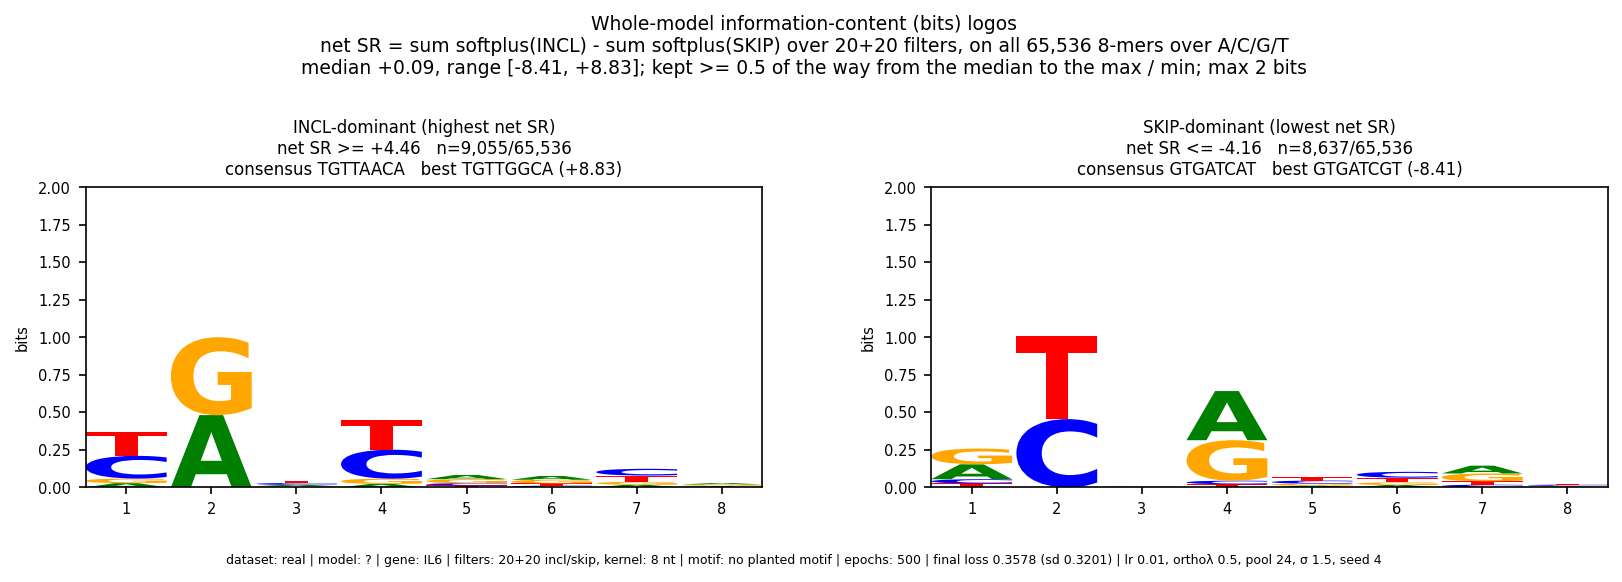 Whole-model information-content (bits) logos
net SR = sum softplus(INCL) - sum softplus(SKIP) over 20+20 filters, on all 65,536 8-mers over A/C/G/T
median +0.09, range [-8.41, +8.83]; kept >= 0.5 of the way from the median to the max / min; max 2 bits
INCL-dominant (highest net SR)
net SR >= +4.46   n=9,055/65,536
consensus TGTTAACA   best TGTTGGCA (+8.83)
2.00
1.75
1.50
1.25
1.00
0.75
0.50
0.25
0.00
bits
1 2 3 4 5 6 7 8
SKIP-dominant (lowest net SR)
net SR <= -4.16   n=8,637/65,536
consensus GTGATCAT   best GTGATCGT (-8.41)
2.00
1.75
1.50
1.25
1.00
0.75
0.50
0.25
0.00
bits
1 2 3 4 5 6 7 8
dataset: real | model: ? | gene: IL6 | filters: 20+20 incl/skip, kernel: 8 nt | motif: no planted motif | epochs: 500 | final loss 0.3578 (sd 0.3201) | lr 0.01, orthoλ 0.5, pool 24, σ 1.5, seed 4